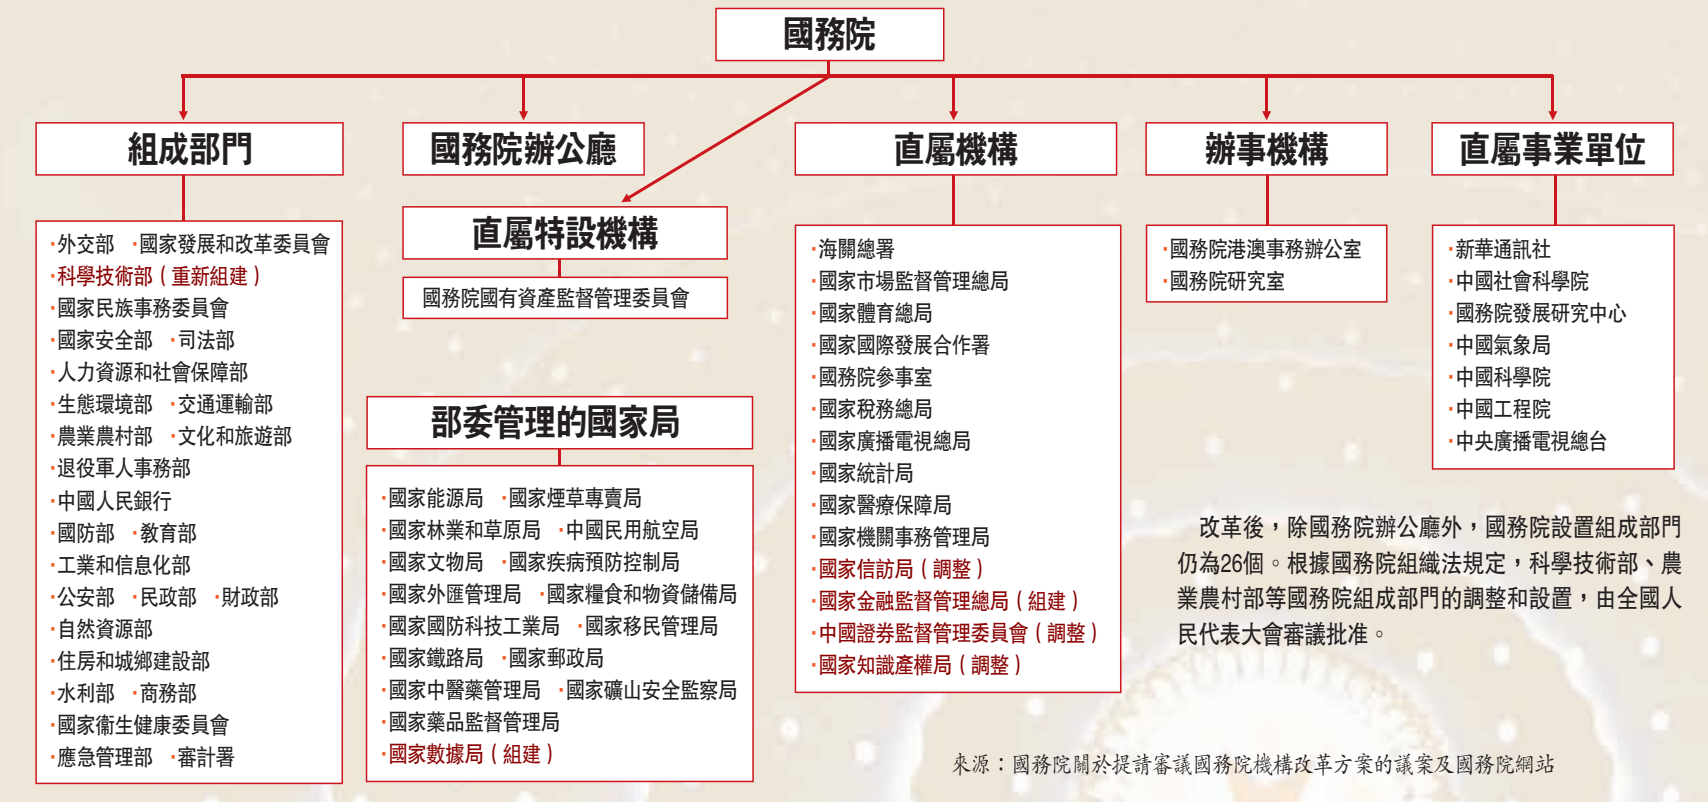 國務院
組成部門
·外交部 ·國家發展和改革委員會
·科學技術部（重新組建）
·國家民族事務委員會
·國家安全部 ·司法部
·人力資源和社會保障部
·生態環境部 ·交通運輸部
·農業農村部 ·文化和旅遊部
·退役軍人事務部
·中國人民銀行
·國防部 ·教育部
·工業和信息化部
·公安部 ·民政部 ·財政部
·自然資源部
·住房和城鄉建設部
·水利部 ·商務部
·國家衞生健康委員會
·應急管理部 ·審計署
國務院辦公廳
直屬特設機構
國務院國有資產監督管理委員會
部委管理的國家局
·國家能源局 ·國家煙草專賣局
·國家林業和草原局 ·中國民用航空局
·國家文物局 ·國家疾病預防控制局
·國家外匯管理局 ·國家糧食和物資儲備局
·國家國防科技工業局 ·國家移民管理局
·國家鐵路局 ·國家郵政局
·國家中醫藥管理局 ·國家礦山安全監察局
·國家藥品監督管理局
·國家數據局（組建）
直屬機構
·海關總署
·國家市場監督管理總局
·國家體育總局
·國家國際發展合作署
·國務院參事室
·國家稅務總局
·國家廣播電視總局
·國家統計局
·國家醫療保障局
·國家機關事務管理局
·國家信訪局（調整）
·國家金融監督管理總局（組建）
·中國證券監督管理委員會（調整）
·國家知識產權局（調整）
辦事機構
·國務院港澳事務辦公室
·國務院研究室
直屬事業單位
·新華通訊社
·中國社會科學院
·國務院發展研究中心
·中國氣象局
·中國科學院
·中國工程院
·中央廣播電視總台
改革後，除國務院辦公廳外，國務院設置組成部門
仍為26個。根據國務院組織法規定，科學技術部、農
業農村部等國務院組成部門的調整和設置，由全國人
民代表大會審議批准。
來源：國務院關於提請審議國務院機構改革方案的議案及國務院網站